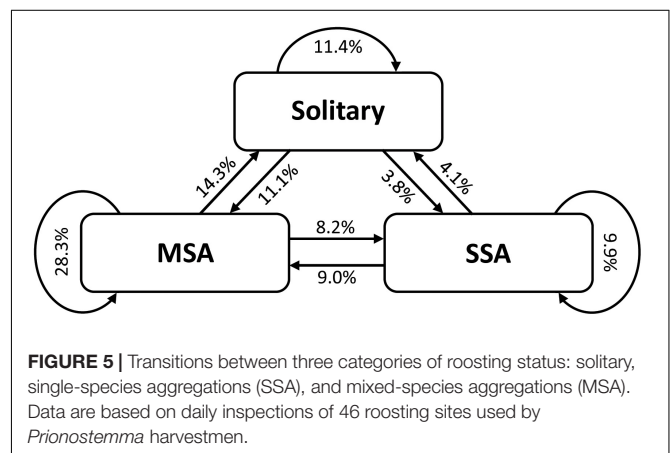 11.4%
Solitary
14.3%
11.1%
3.8%
4.1%
28.3%
MSA
8.2%
9.0%
SSA
9.9%
FIGURE 5 | Transitions between three categories of roosting status: solitary,
single-species aggregations (SSA), and mixed-species aggregations (MSA).
Data are based on daily inspections of 46 roosting sites used by
Prionostemma harvestmen.